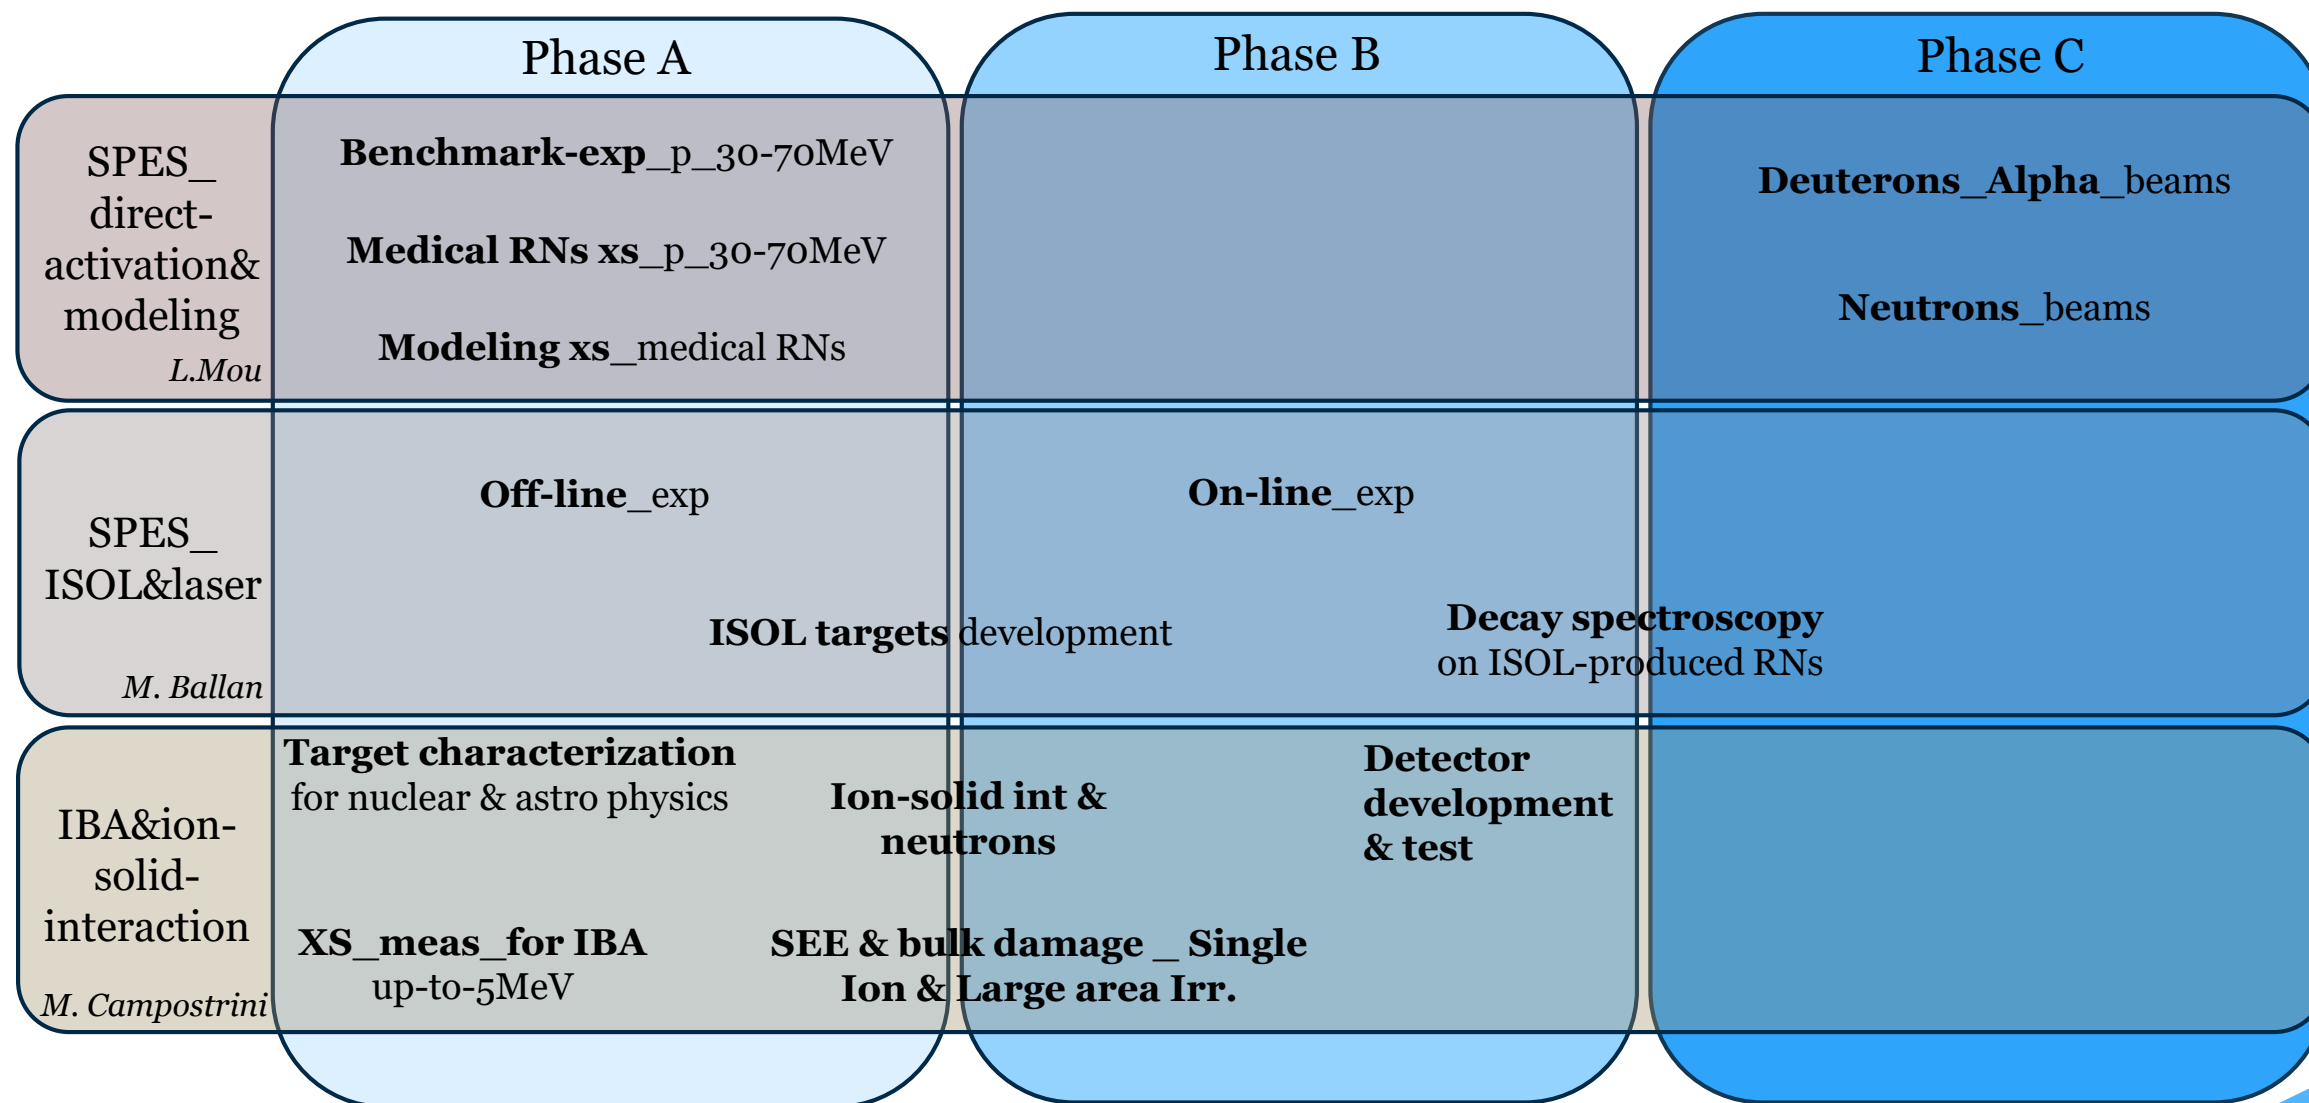 Phase A
Phase B
Phase C
SPES_
direct-
activation&
modeling
L.Mou
Benchmark-exp_p_30-70MeV
Medical RNs xs_p_30-70MeV
Modeling xs_medical RNs
Deuterons_Alpha_beams
Neutrons_beams
SPES_
ISOL&laser
M. Ballan
Off-line_exp
On-line_exp
ISOL targets development
Decay spectroscopy
on ISOL-produced RNs
IBA&ion-
solid-
interaction
M. Campostrini
Target characterization
for nuclear & astro physics
Ion-solid int &
neutrons
Detector
development
& test
XS_meas_for IBA
up-to-5MeV
SEE & bulk damage _ Single
Ion & Large area Irr.